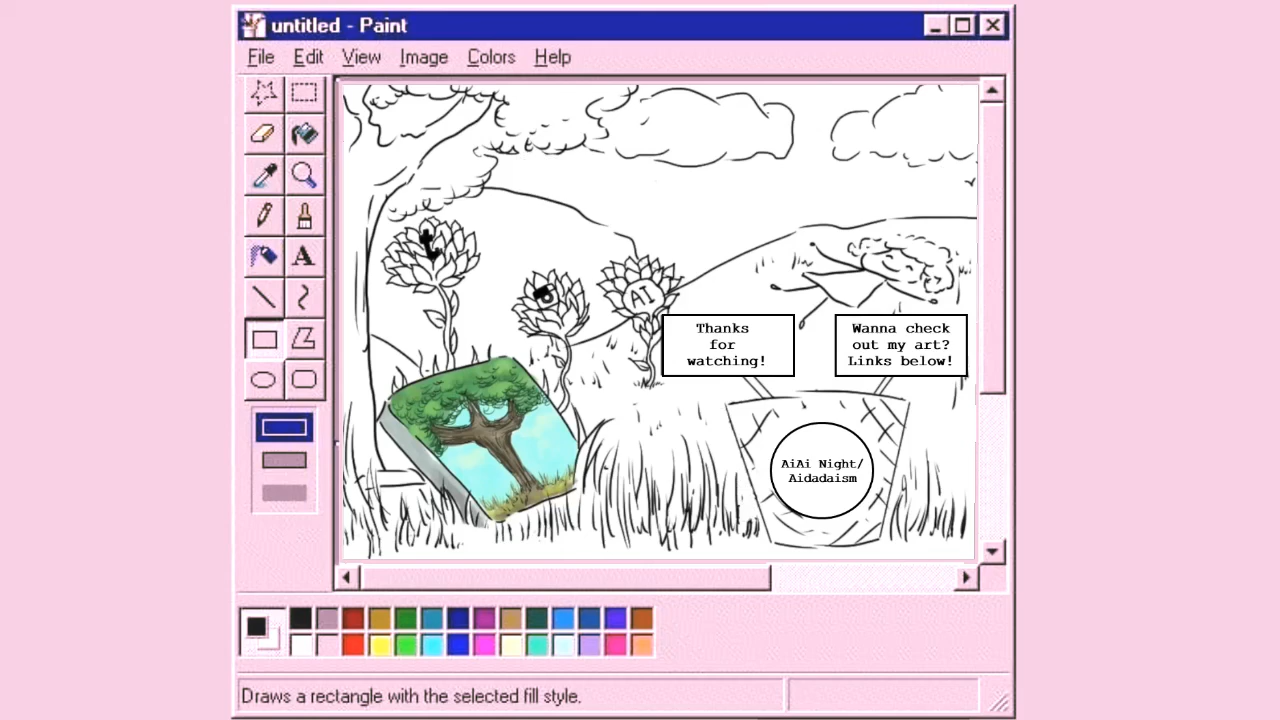 untitled - Paint
File Edit View Image Colors Help
A
AI
Thanks
for
watching!
Wanna check
out my art?
Links below!
AiAi Night/
Aidadaism
Draws a rectangle with the selected fill style.